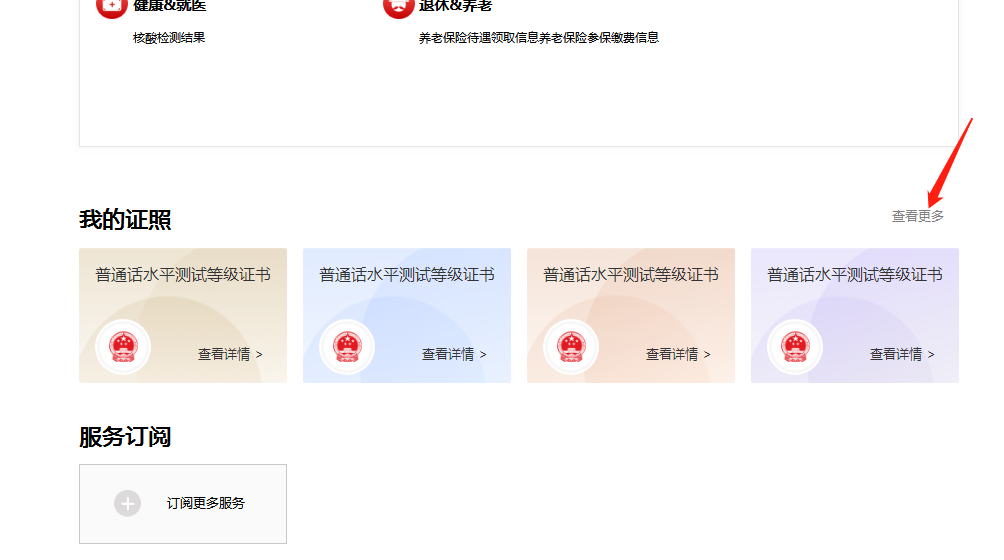 健康&就医
退休&养老
核酸检测结果
养老保险待遇领取信息养老保险参保缴费信息
我的证照
查看更多
普通话水平测试等级证书
普通话水平测试等级证书
普通话水平测试等级证书
普通话水平测试等级证书
查看详情 >
查看详情 >
查看详情 >
查看详情 >
服务订阅
订阅更多服务